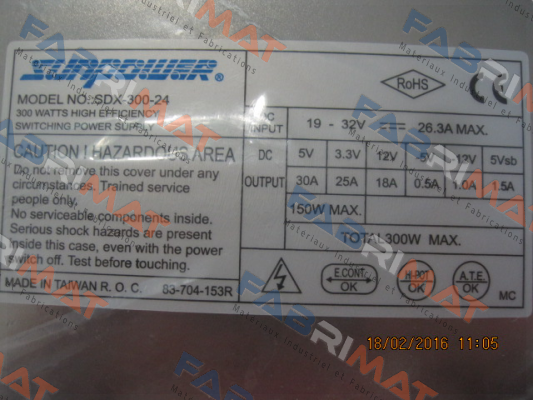 SUNPOWER®
MODEL NO.:SDX-300-24
300 WATTS HIGH EFFICIENCY
SWITCHING POWER SUPPLY
CAUTION ! HAZARDOUS AREA
Do not remove this cover under any
circumstances. Trained service
people only.
No serviceable components inside.
Serious shock hazards are present
inside this case, even with the power
switch off. Test before touching.
MADE IN TAIWAN R. O. C. 63-704-153R
RoHS
CE
DC INPUT 19 - 32V 26.3A MAX.
DC OUTPUT 5V 3.3V 12V -5V -12V 5Vsb
30A 25A 18A 0.5A 1.0A 1.5A
150W MAX.
TOTAL 300W MAX.
E.CONT. OK
H-POT OK
A.T.E. OK
MC
18/02/2016 11:05
FABRIMAT
Materiaux Industriel et Fabrications